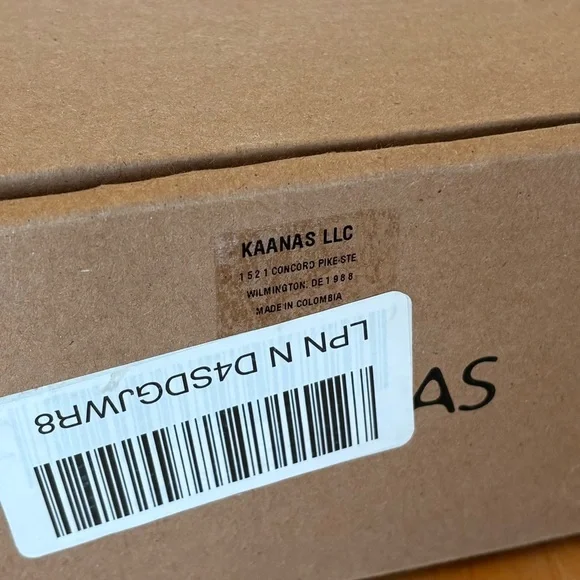 KAANAS LLC
1521 CONCORD PIKE-STE
WILMINGTON, DE 1988
MADE IN COLOMBIA
LPN N D4SDGJWR8
AS